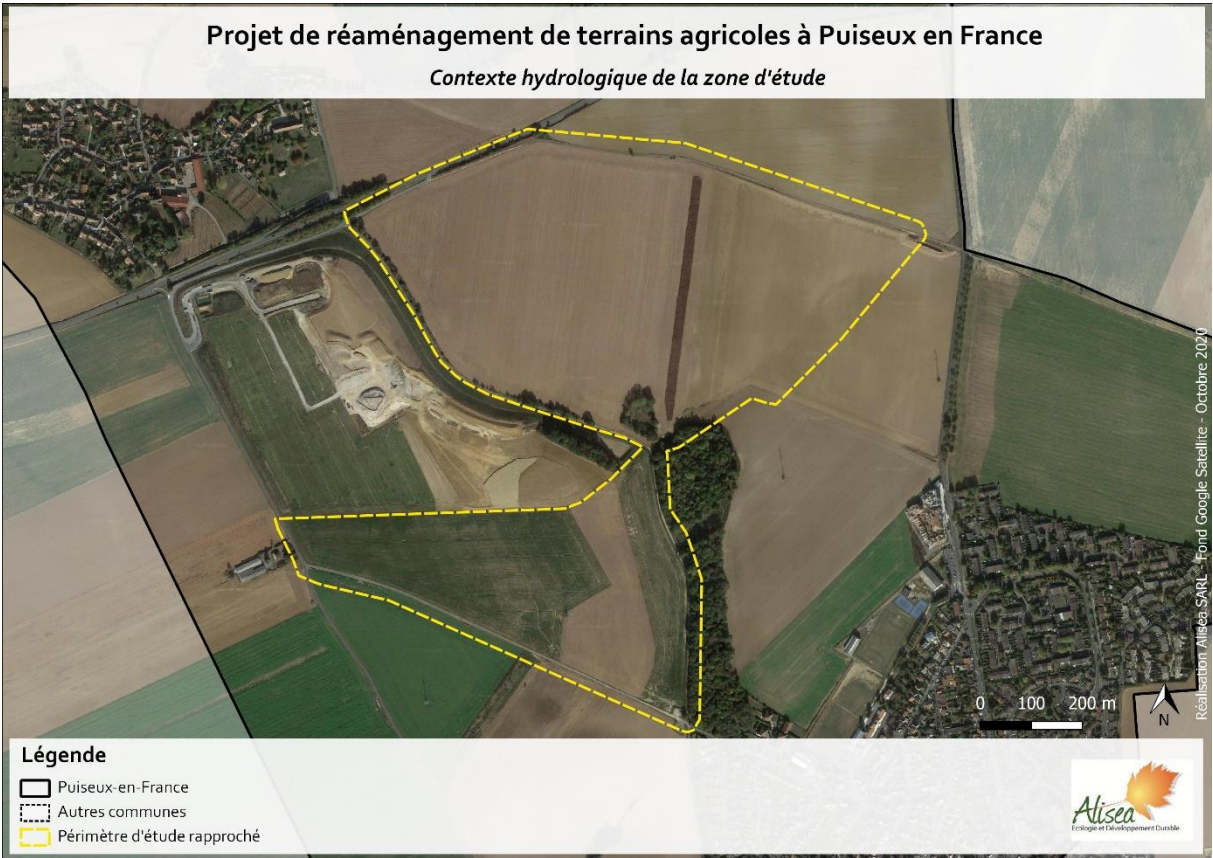 Projet de réaménagement de terrains agricoles à Puiseux en France
Contexte hydrologique de la zone d'étude
Réalisation Alisea SARL - Fond Google Satellite - Octobre 2020
0 100 200 m
N
Légende
Puiseux-en-France
Autres communes
Périmètre d'étude rapproché
Alisea
Ecologie et Développement Durable